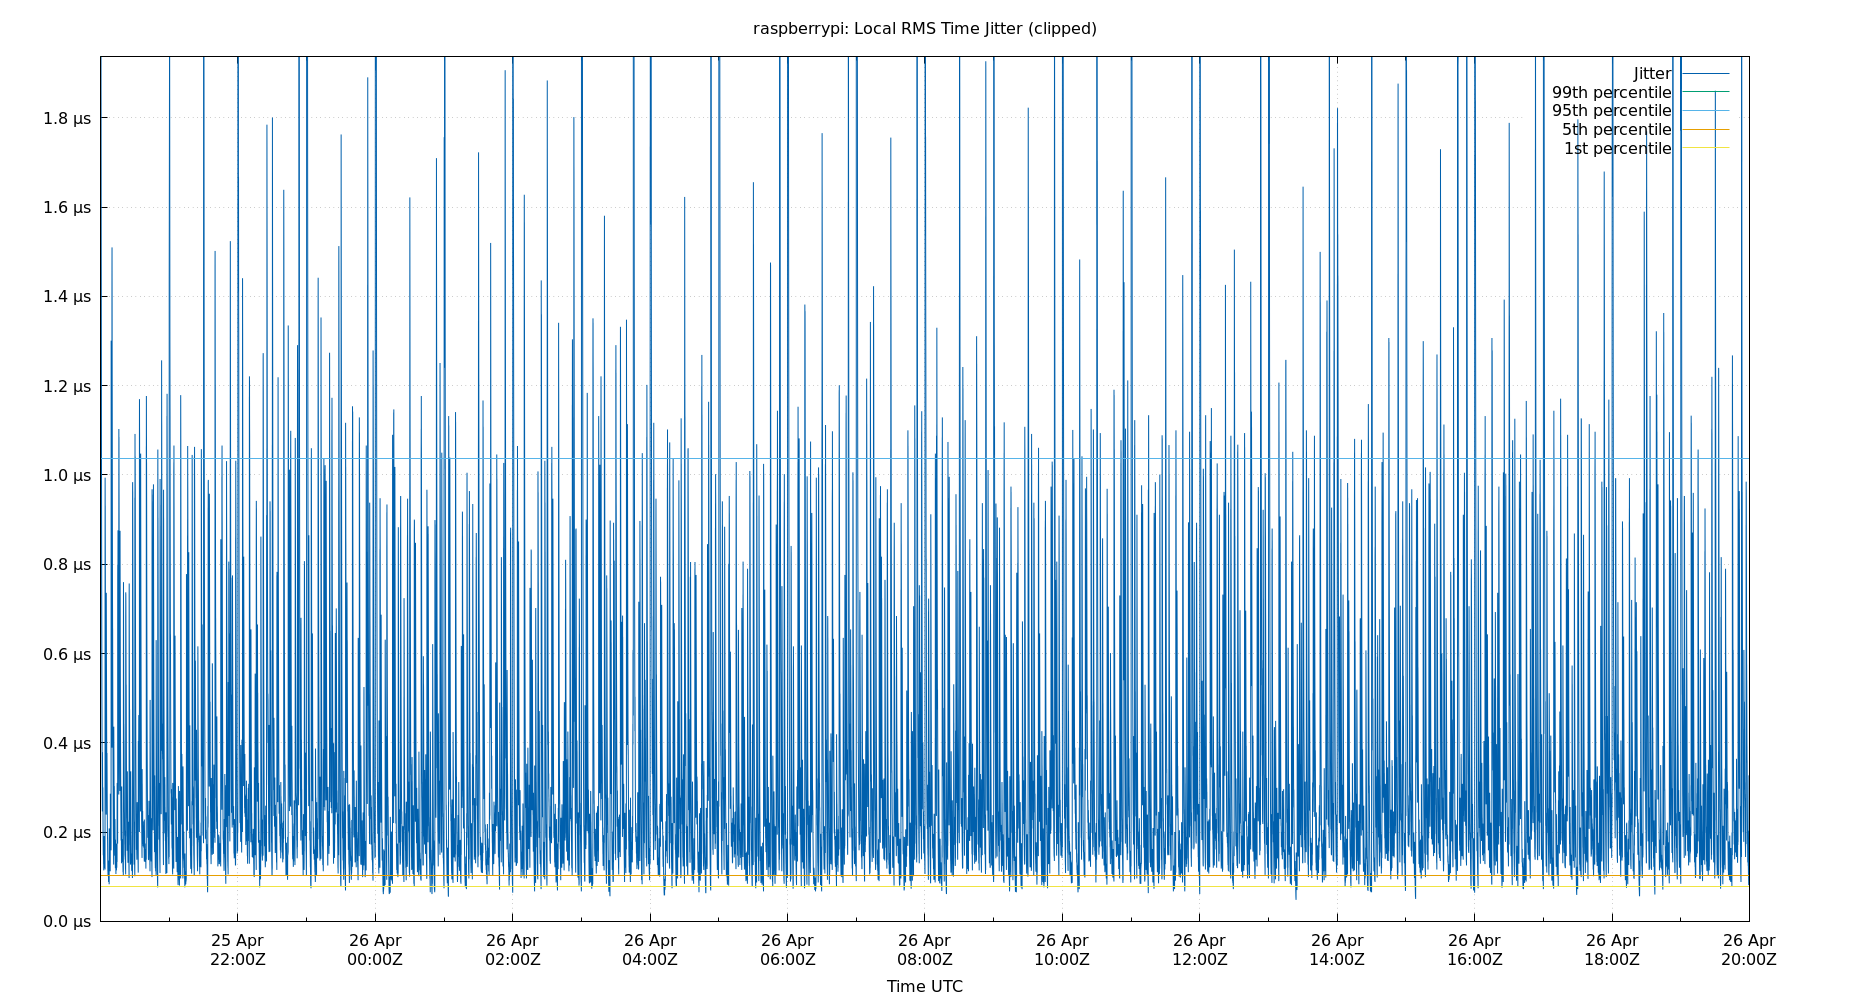 raspberrypi: Local RMS Time Jitter (clipped)
Jitter
99th percentile
95th percentile
5th percentile
1st percentile
1.8 µs
1.6 µs
1.4 µs
1.2 µs
1.0 µs
0.8 µs
0.6 µs
0.4 µs
0.2 µs
0.0 µs
25 Apr 26 Apr 26 Apr 26 Apr 26 Apr 26 Apr 26 Apr 26 Apr 26 Apr 26 Apr 26 Apr 26 Apr
22:00Z 00:00Z 02:00Z 04:00Z 06:00Z 08:00Z 10:00Z 12:00Z 14:00Z 16:00Z 18:00Z 20:00Z
Time UTC